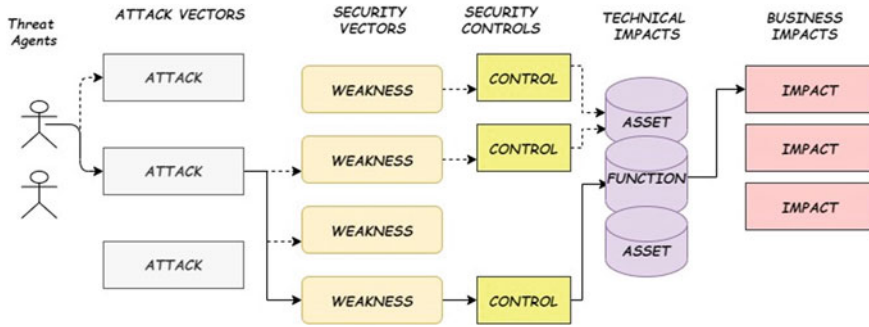 Threat
Agents
ATTACK VECTORS
SECURITY
VECTORS
SECURITY
CONTROLS
TECHNICAL
IMPACTS
BUSINESS
IMPACTS
ATTACK
WEAKNESS
CONTROL
ASSET
IMPACT
ATTACK
WEAKNESS
CONTROL
FUNCTION
IMPACT
WEAKNESS
IMPACT
ATTACK
ASSET
WEAKNESS
CONTROL